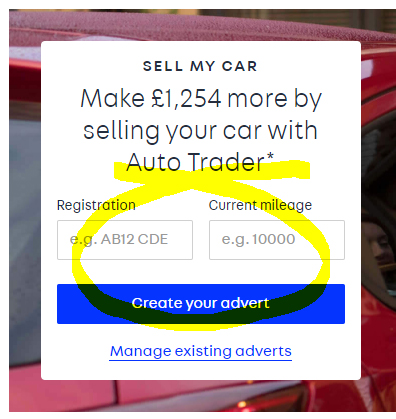 SELL MY CAR
Make £1,254 more by
selling your car with
Auto Trader*
Registration Current mileage
e.g. AB12 CDE e.g. 10000
Create your advert
Manage existing adverts